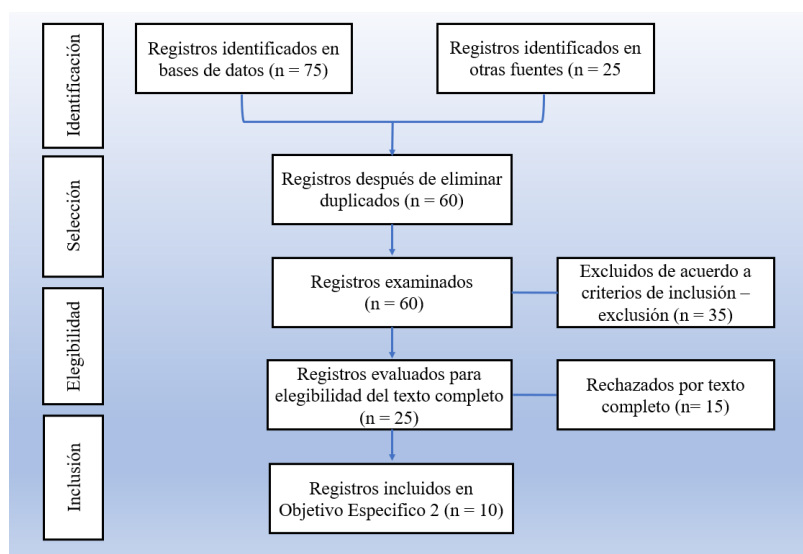 Identificación
Registros identificados en
bases de datos (n = 75)
Registros identificados en
otras fuentes (n = 25
Selección
Registros después de eliminar
duplicados (n = 60)
Registros examinados
(n = 60)
Excluidos de acuerdo a
criterios de inclusión –
exclusión (n = 35)
Elegibilidad
Registros evaluados para
elegibilidad del texto completo
(n = 25)
Rechazados por texto
completo (n= 15)
Inclusión
Registros incluidos en
Objetivo Especifico 2 (n = 10)